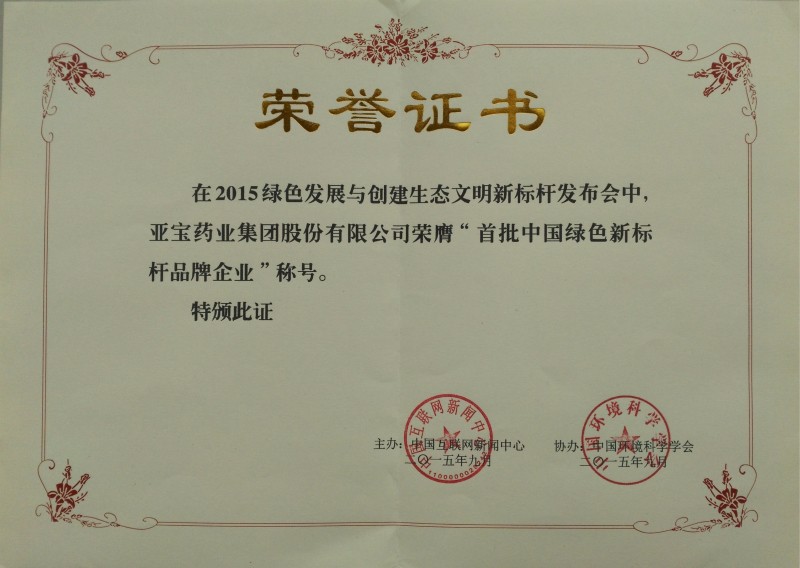 荣誉证书
在2015绿色发展与创建生态文明新标杆发布会中，
亚宝药业集团股份有限公司荣膺“首批中国绿色新标
杆品牌企业”称号。
特颁此证
主办：中国互联网新闻中心
二〇一五年九月
协办：中国环境科学学会
二〇一五年九月
中国互联网新闻中心
中国环境科学学会